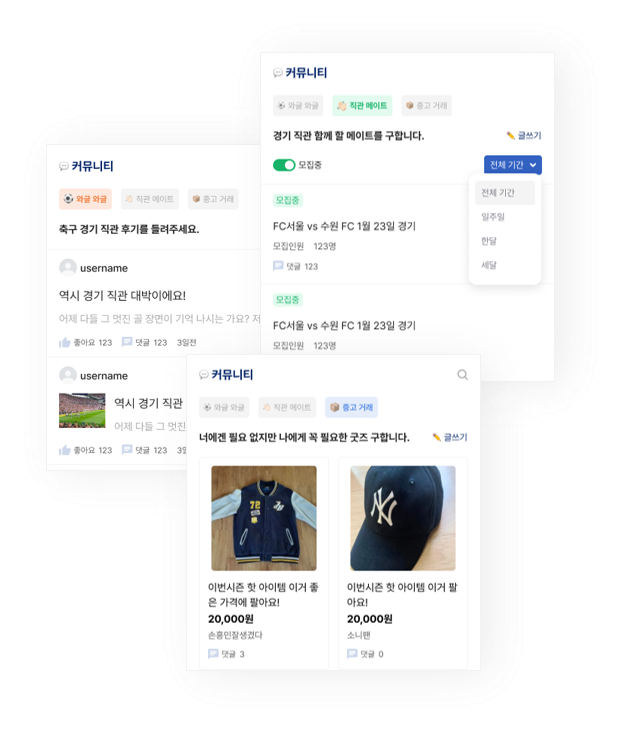 커뮤니티
와글 와글
직관 메이트
중고 거래
경기 직관 함께 할 메이트를 구합니다.
글쓰기
모집중
전체 기간
전체 기간
일주일
한달
세달
모집중
FC서울 vs 수원 FC 1월 23일 경기
모집인원 123명
댓글 123
모집중
FC서울 vs 수원 FC 1월 23일 경기
모집인원 123명
커뮤니티
와글 와글
직관 메이트
중고 거래
축구 경기 직관 후기를 들려주세요.
username
역시 경기 직관 대박이에요!
어제 다들 그 멋진 골 장면이 기억 나시는 가요? 저
좋아요 123
댓글 123
3일전
username
역시 경기 직관
어제 다들 그 멋진
좋아요 123
댓글 123
커뮤니티
와글 와글
직관 메이트
중고 거래
너에겐 필요 없지만 나에게 꼭 필요한 굿즈 구합니다.
글쓰기
72
NY
이번시즌 핫 아이템 이거 좋
은 가격에 팔아요!
20,000원
손흥민잘생겼다
댓글 3
이번시즌 핫 아이템 이거 팔
아요!
20,000원
소니팬
댓글 0